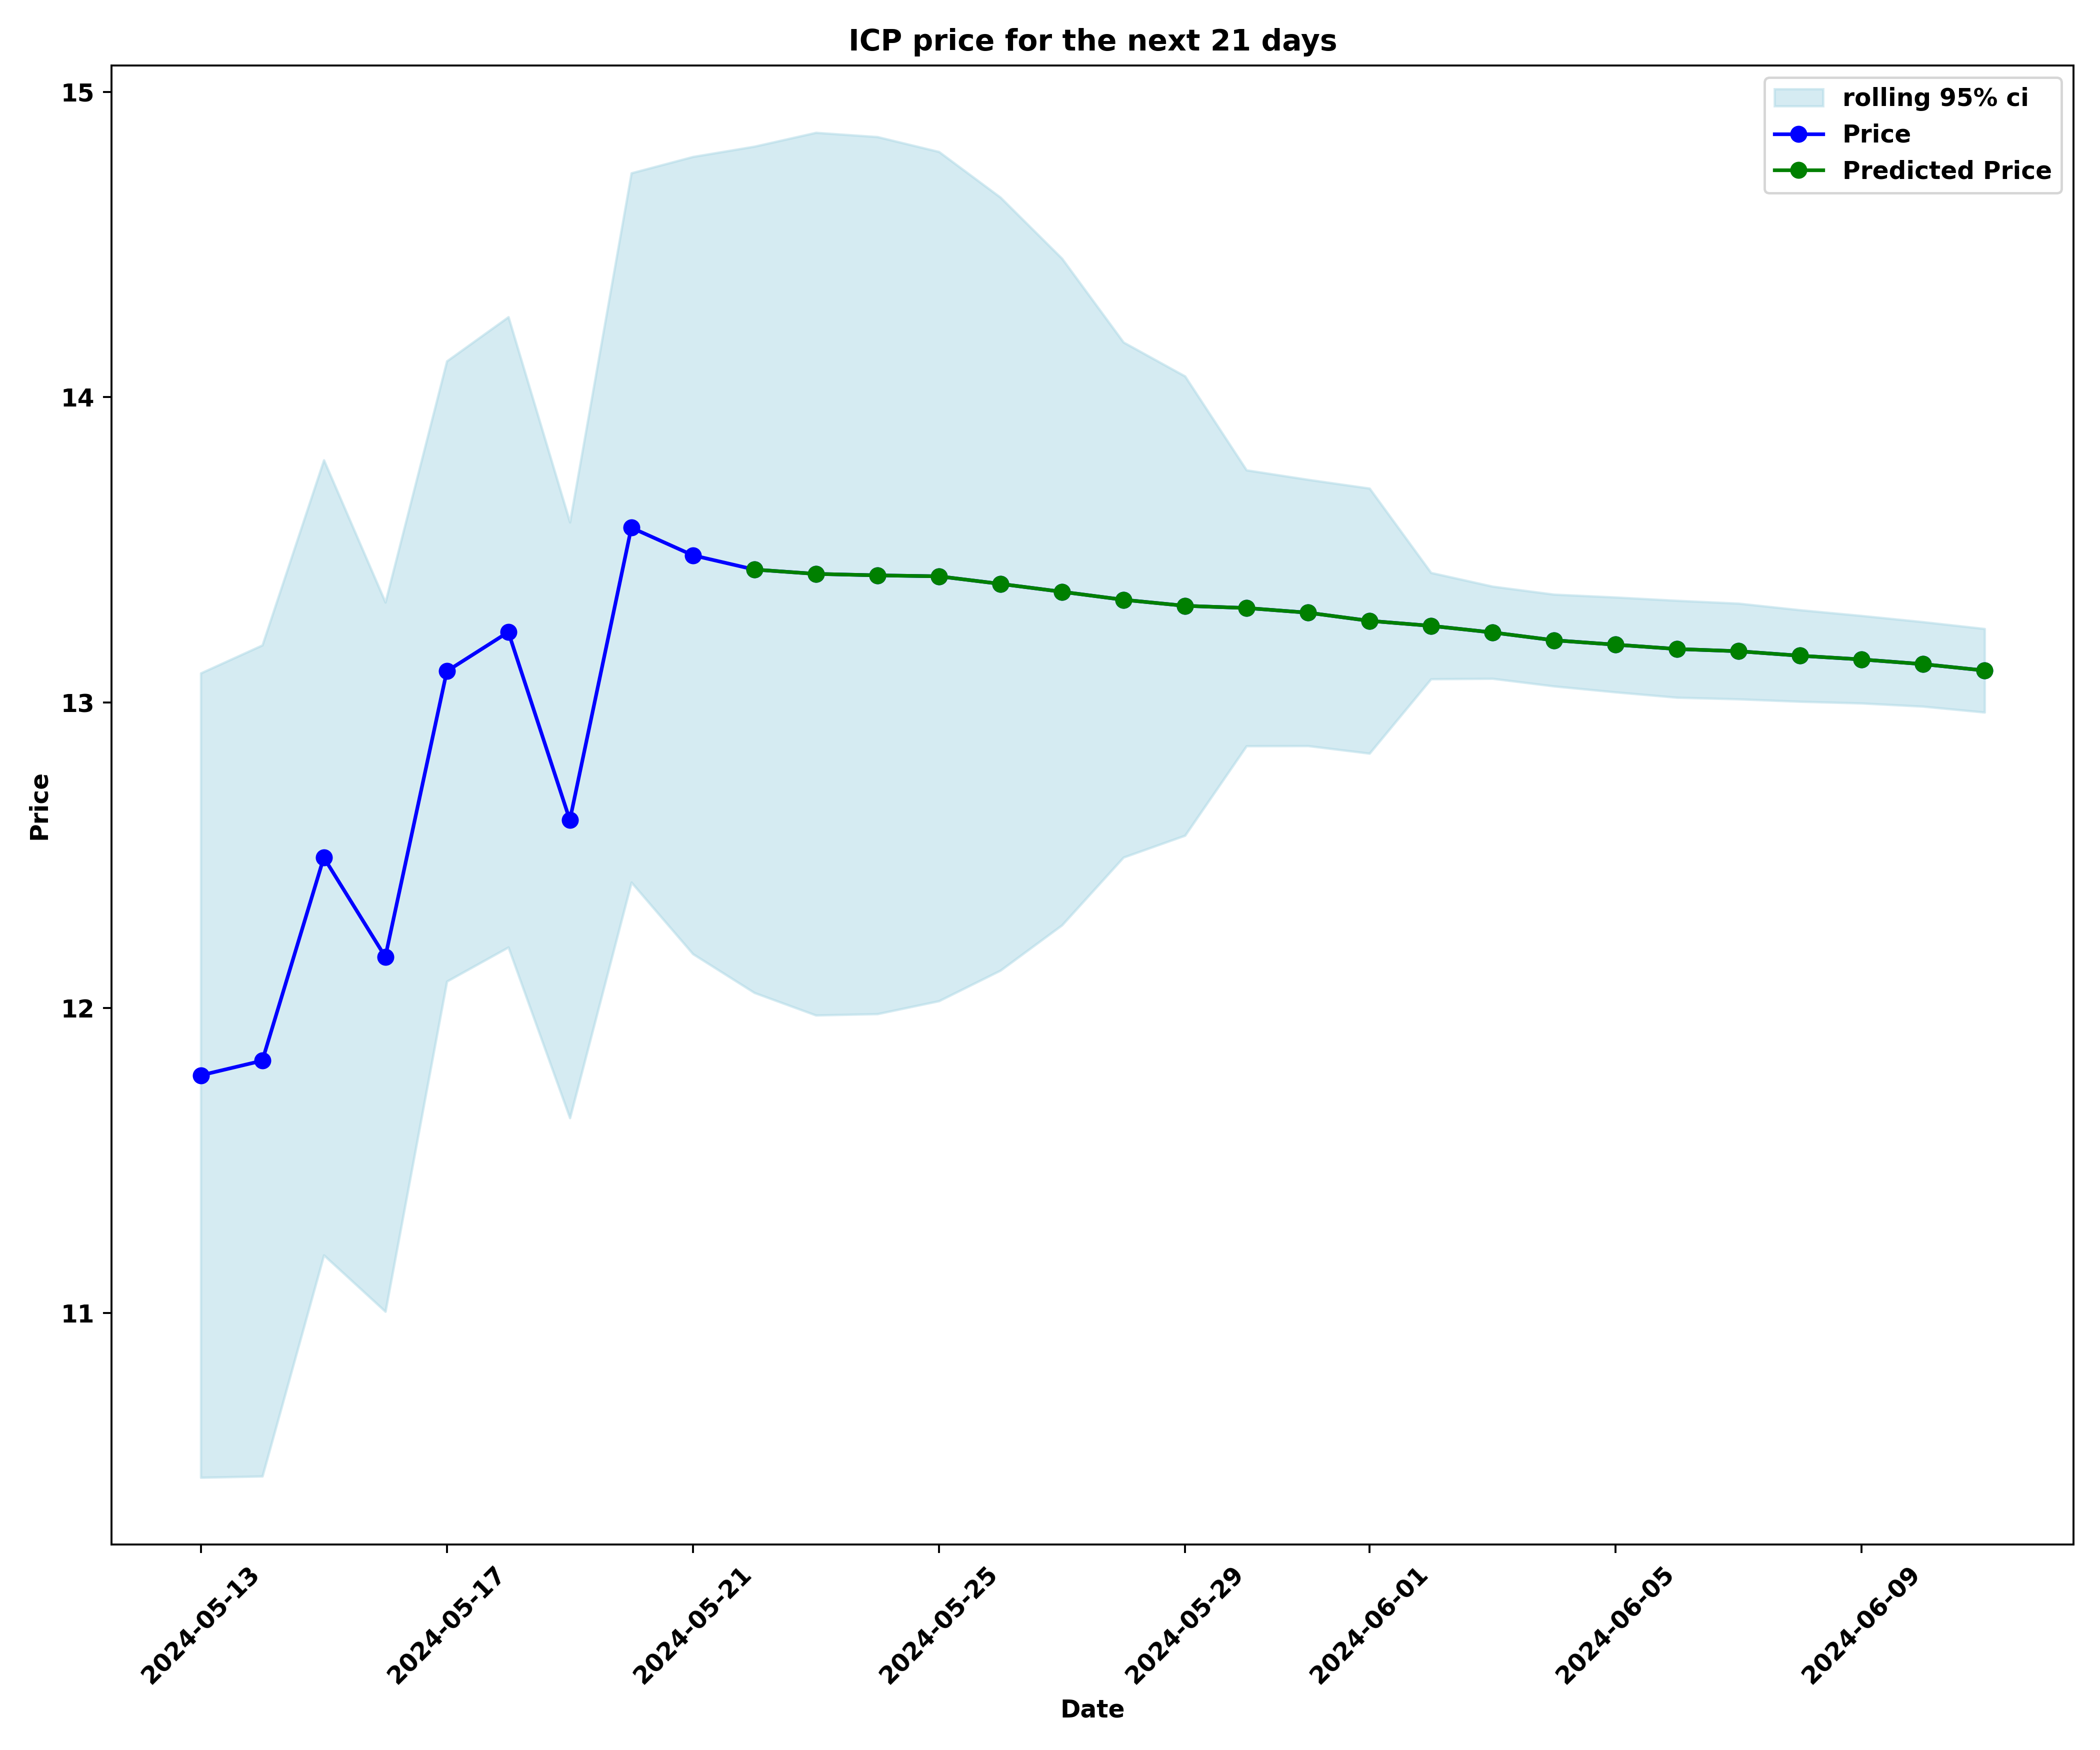 ICP price for the next 21 days
rolling 95% ci
Price
Predicted Price
15
14
13
12
11
Price
2024-05-13
2024-05-17
2024-05-21
2024-05-25
2024-05-29
2024-06-01
2024-06-05
2024-06-09
Date